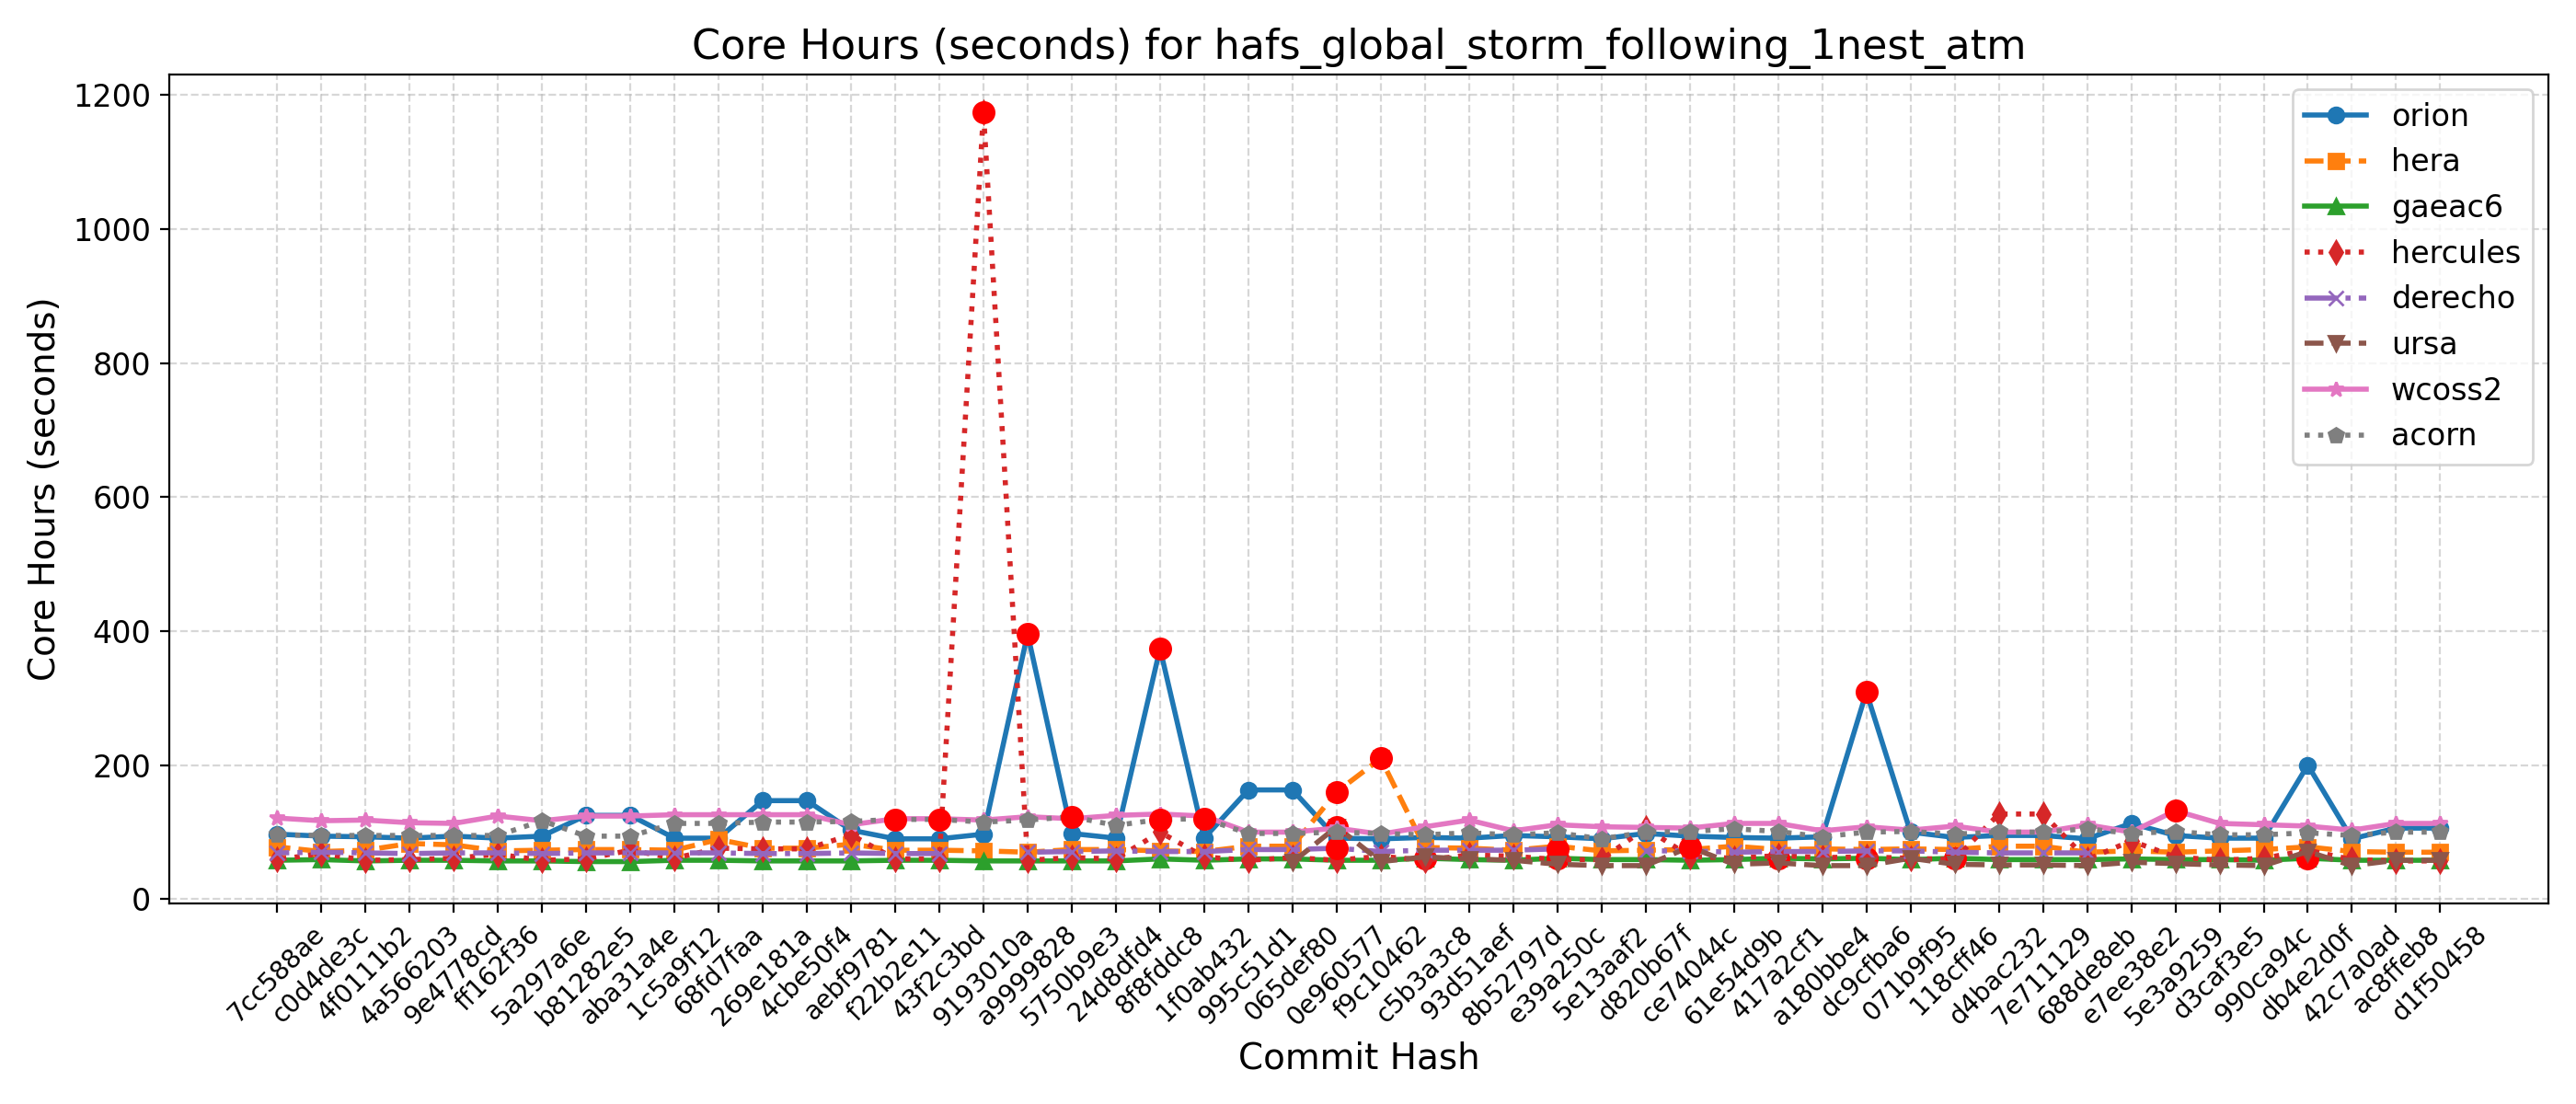 Core Hours (seconds) for hafs_global_storm_following_1nest_atm
Core Hours (seconds)
1200
1000
800
600
400
200
0
orion
hera
gaeac6
hercules
derecho
ursa
wcoss2
acorn
7cc588ae
c0d4de3c
4f0111b2
4a566203
9e4778cd
ff162f36
5a297a6e
b81282e5
aba31a4e
1c5a9f12
68fd7faa
269e181a
4cbe50f4
aebf9781
f22b2e11
43f2c3bd
9193010a
a9999828
5750b9e3
24d8dfd4
8f8fddc8
1f0ab432
995c51d1
065def80
0e960577
f9c10462
c5b3a3c8
93d51aef
8b52797d
e39a250c
5e13aaf2
d820b67f
ce74044c
61e54d9b
417a2cf1
a180bbe4
dc9cfba6
071b9f95
118cff46
d4bac232
7e711129
688de8eb
e7ee38e2
5e3a9259
d3caf3e5
990ca94c
db4e2d0f
42c7a0ad
ac8ffeb8
d1f50458
Commit Hash